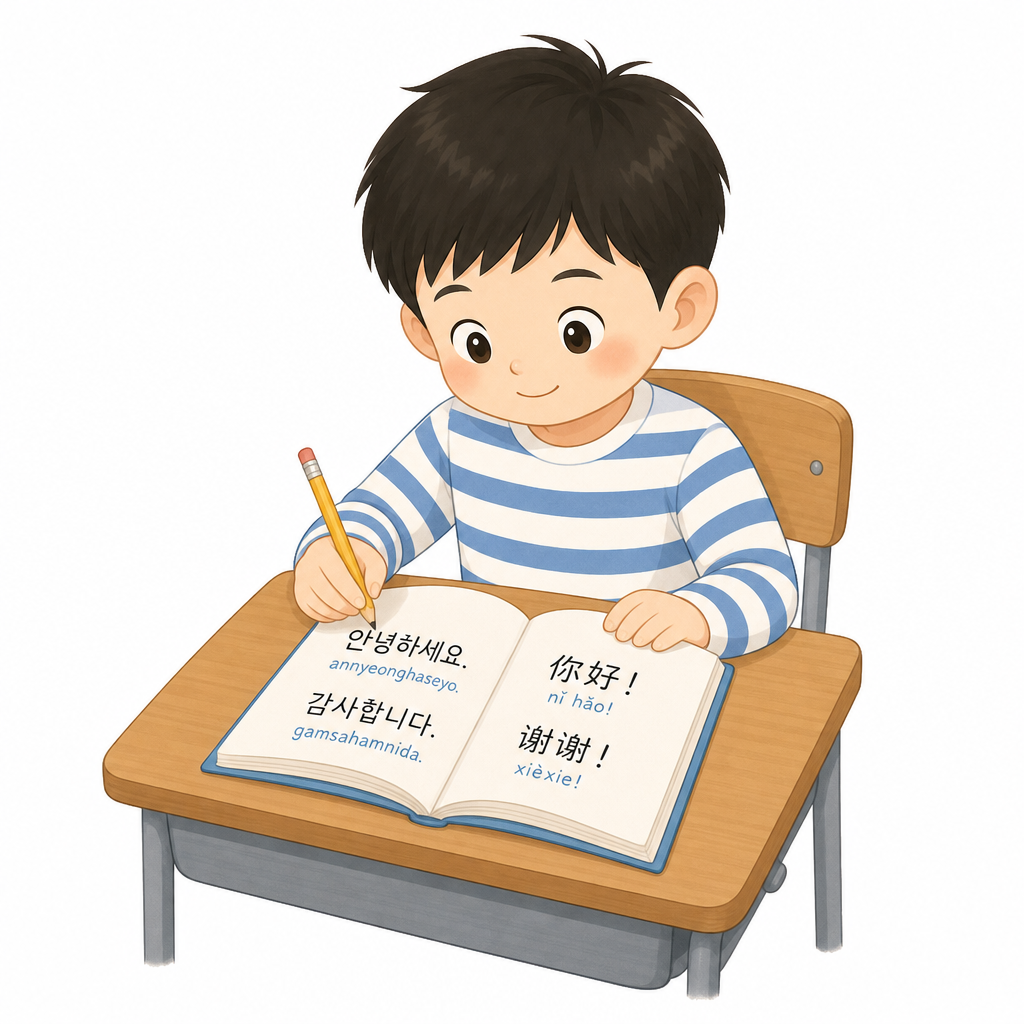 안녕하세요.
annyeonghaseyo.
감사합니다.
gamsahamnida.
你好！
nǐ hǎo!
谢谢！
xièxie!